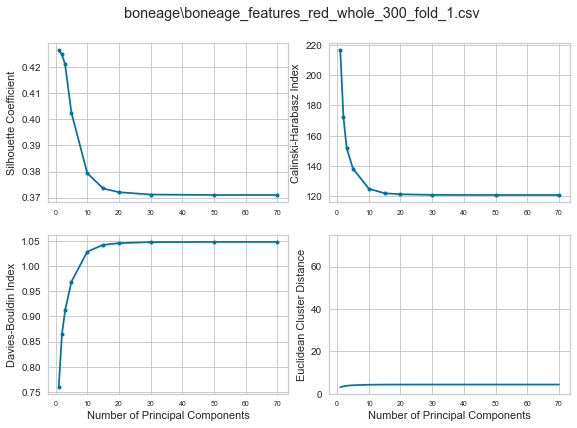 boneage\boneage_features_red_whole_300_fold_1.csv
Silhouette Coefficient
0.42
0.41
0.40
0.39
0.38
0.37
0 10 20 30 40 50 60 70
Calinski-Harabasz Index
220
200
180
160
140
120
0 10 20 30 40 50 60 70
Davies-Bouldin Index
1.05
1.00
0.95
0.90
0.85
0.80
0.75
0 10 20 30 40 50 60 70
Number of Principal Components
Euclidean Cluster Distance
60
40
20
0
0 10 20 30 40 50 60 70
Number of Principal Components